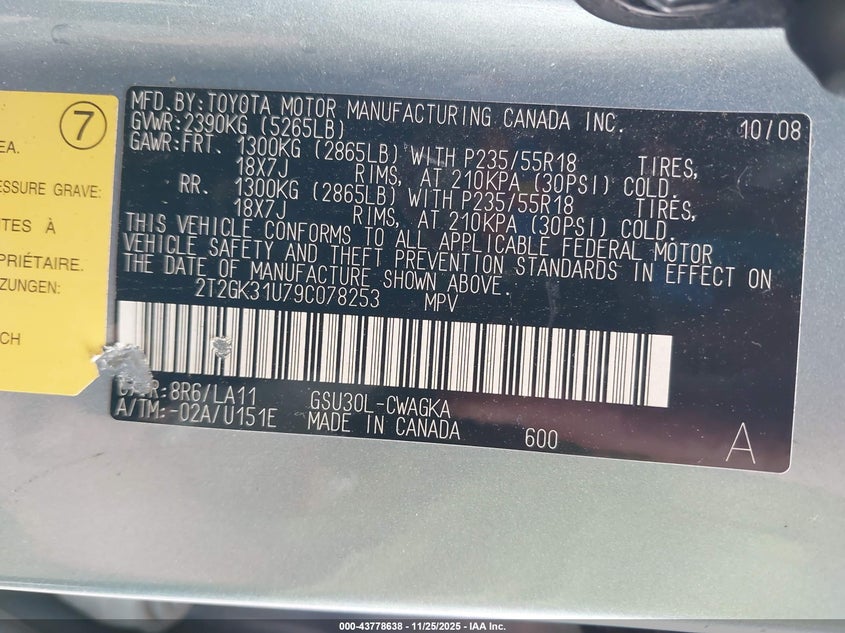 7
EA.
ESSURE GRAVE:
TES À
PRIÉTAIRE.
ZUNGEN:
CH
MFD.BY:TOYOTA MOTOR MANUFACTURING CANADA INC. 10/08
GVWR:2390KG (5265LB)
GAWR:FRT. 1300KG (2865LB) WITH P235/55R18 TIRES,
18X7J RIMS, AT 210KPA (30PSI) COLD.
RR. 1300KG (2865LB) WITH P235/55R18 TIRES,
18X7J RIMS, AT 210KPA (30PSI) COLD.
THIS VEHICLE CONFORMS TO ALL APPLICABLE FEDERAL MOTOR
VEHICLE SAFETY AND THEFT PREVENTION STANDARDS IN EFFECT ON
THE DATE OF MANUFACTURE SHOWN ABOVE.
2T2GK31U79C078253 MPV
:8R6/LA11 GSU30L-CWAGKA
A/TM:-02A/U151E MADE IN CANADA 600 A
000-43778638 - 11/25/2025 - IAA Inc.